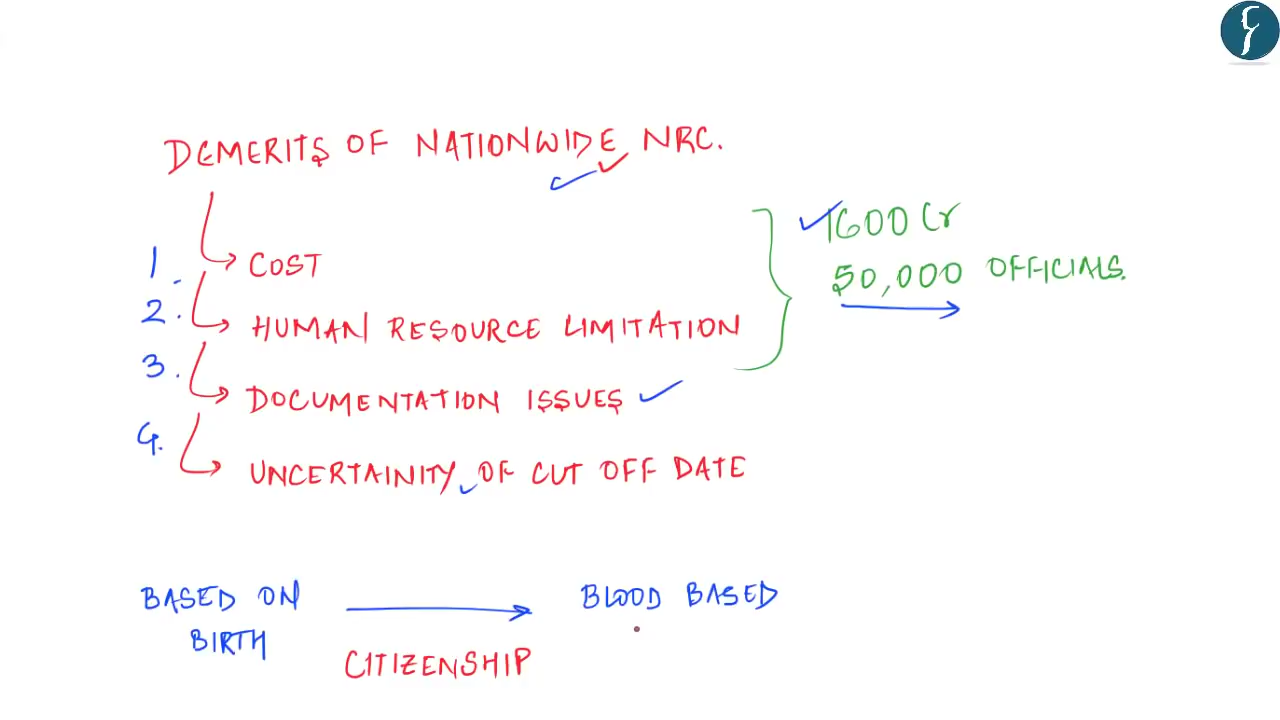 DEMERITS OF NATIONWIDE NRC.
1. COST
2. HUMAN RESOURCE LIMITATION
3. DOCUMENTATION ISSUES
4. UNCERTAINITY OF CUT OFF DATE
1600 Cr
50,000 OFFICIALS.
BASED ON
BIRTH
CITIZENSHIP
BLOOD BASED